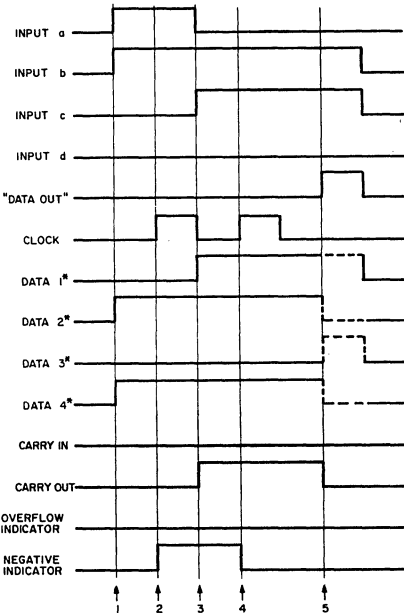 INPUT a
INPUT b
INPUT c
INPUT d
"DATA OUT"
CLOCK
DATA 1*
DATA 2*
DATA 3*
DATA 4*
CARRY IN
CARRY OUT
OVERFLOW
INDICATOR
NEGATIVE
INDICATOR
1 2 3 4 5